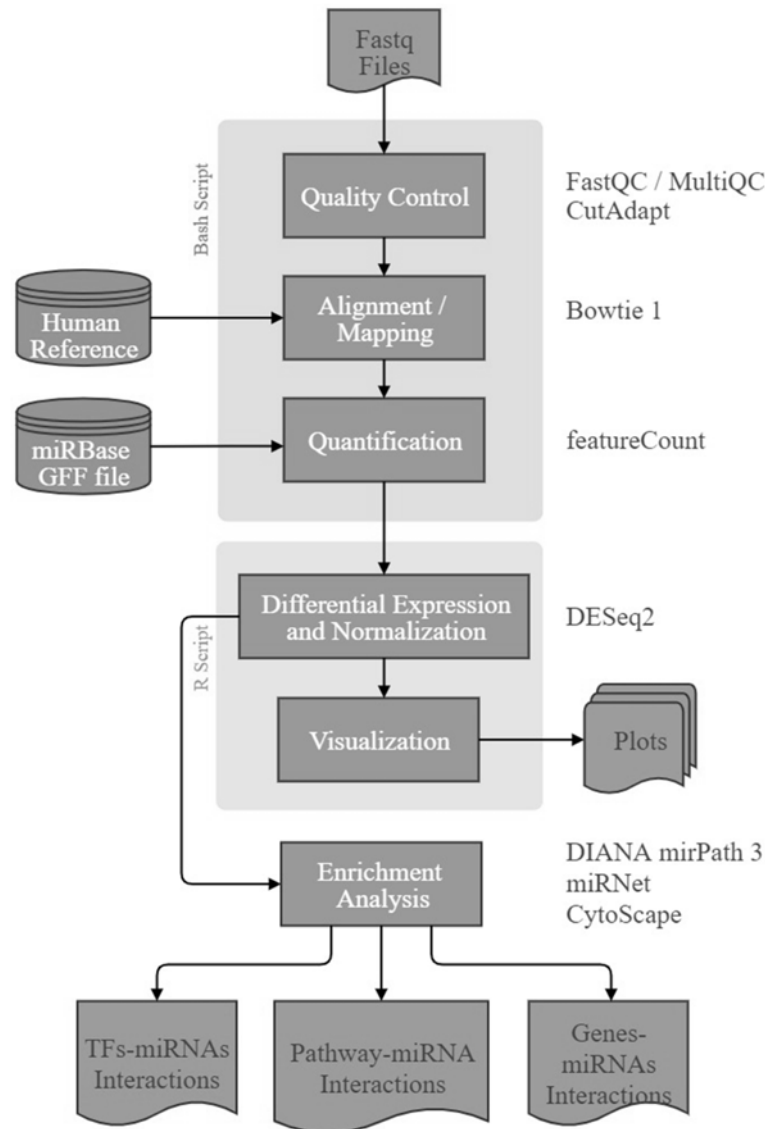 Fastq
Files
Bash Script
Quality Control
FastQC / MultiQC
CutAdapt
Human
Reference
Alignment /
Mapping
Bowtie 1
miRBase
GFF file
Quantification
featureCount
R Script
Differential Expression
and Normalization
DESeq2
Visualization
Plots
Enrichment
Analysis
DIANA mirPath 3
miRNet
CytoScape
TFs-miRNAs
Interactions
Pathway-miRNA
Interactions
Genes-
miRNAs
Interactions